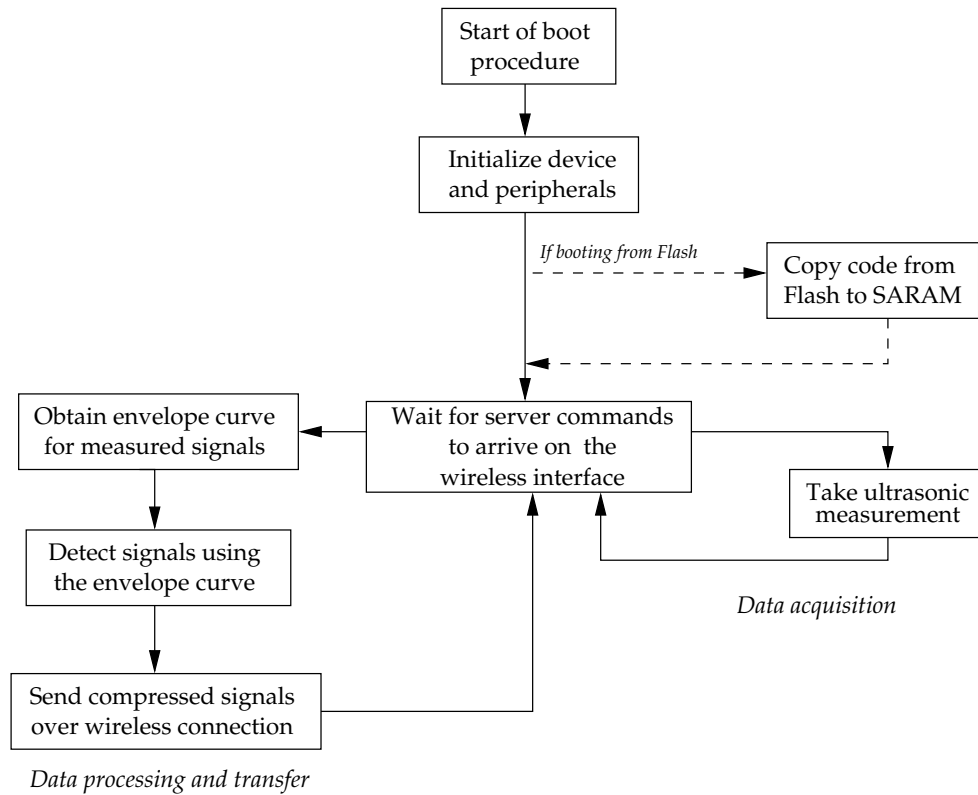 Start of boot
procedure
Initialize device
and peripherals
If booting from Flash
Copy code from
Flash to SARAM
Obtain envelope curve
for measured signals
Wait for server commands
to arrive on the
wireless interface
Take ultrasonic
measurement
Detect signals using
the envelope curve
Data acquisition
Send compressed signals
over wireless connection
Data processing and transfer